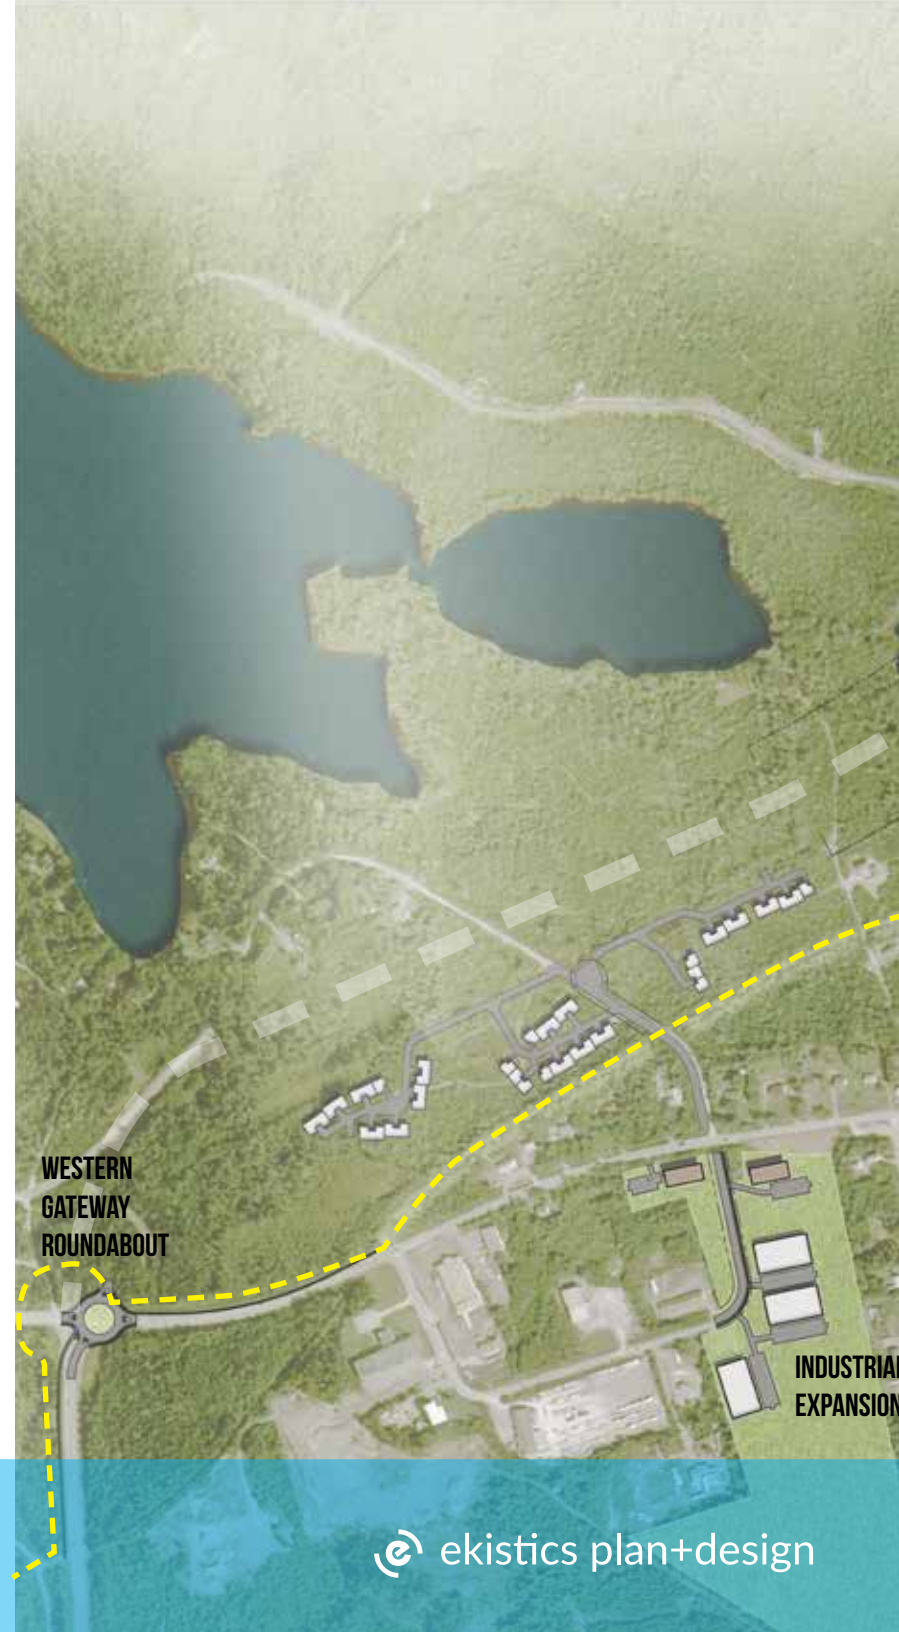 WESTERN
GATEWAY
ROUNDABOUT
INDUSTRIAL
EXPANSION
ekistics plan+design